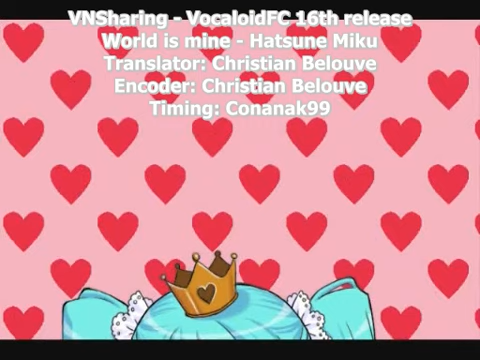 VNSharing - VocaloidFC 16th release
World is mine - Hatsune Miku
Translator: Christian Belouve
Encoder: Christian Belouve
Timing: Conanak99